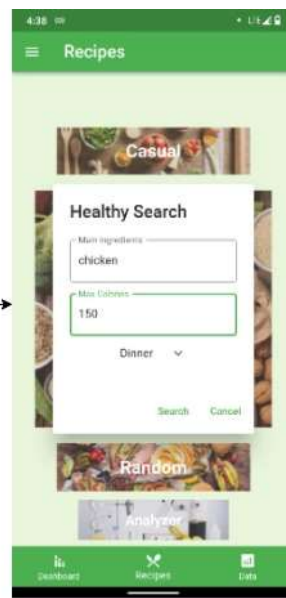 4:38
LTE
Recipes
Casual
Healthy Search
Main Ingredients
chicken
Max Calories
150
Dinner
Search Cancel
Random
Analyzer
Dashboard Recipes Data